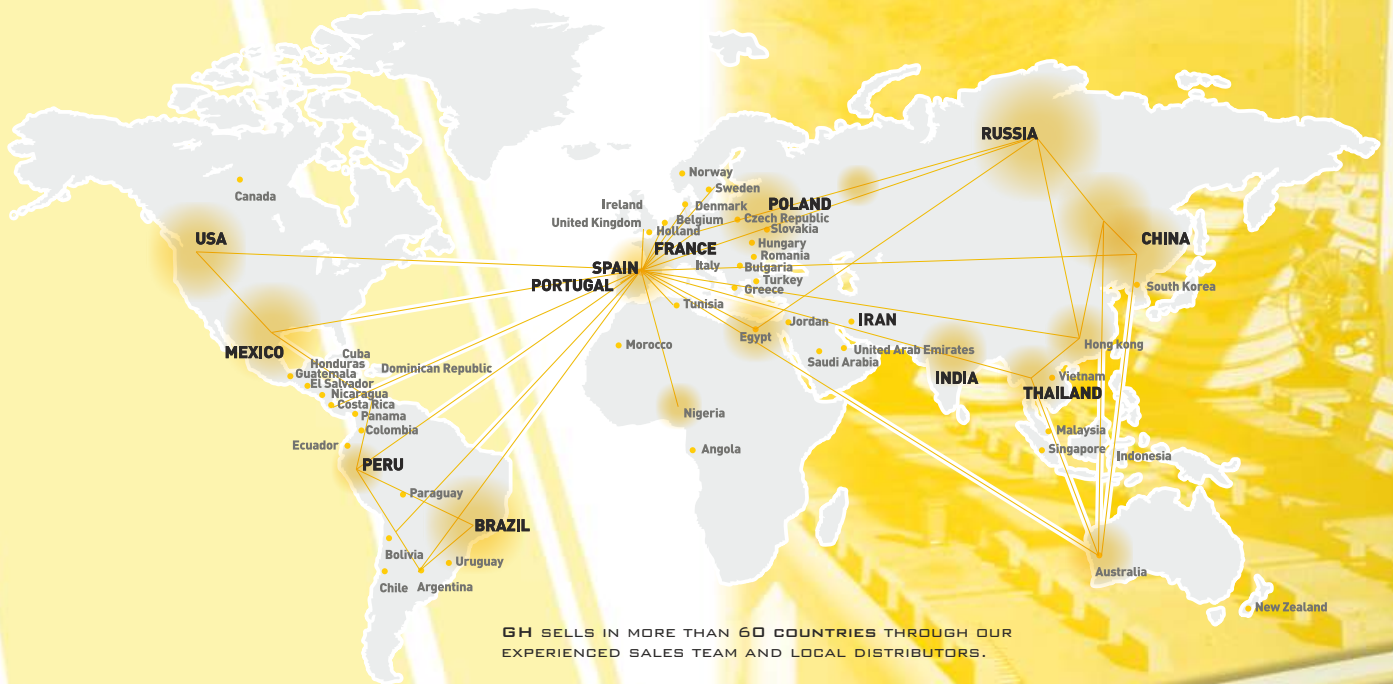 Canada
USA
MEXICO
Cuba
Honduras
Dominican Republic
Guatemala
El Salvador
Nicaragua
Costa Rica
Panama
Colombia
Ecuador
PERU
Paraguay
BRAZIL
Bolivia
Uruguay
Chile
Argentina
Norway
Sweden
Ireland
Denmark
POLAND
United Kingdom
Belgium
Czech Republic
Holland
Slovakia
FRANCE
Hungary
Romania
SPAIN
Italy
Bulgaria
PORTUGAL
Turkey
Greece
Tunisia
Morocco
Egypt
Jordan
IRAN
United Arab Emirates
Saudi Arabia
Nigeria
Angola
RUSSIA
CHINA
South Korea
Hong kong
INDIA
Vietnam
THAILAND
Malaysia
Singapore
Indonesia
Australia
New Zealand
GH SELLS IN MORE THAN 60 COUNTRIES THROUGH OUR
EXPERIENCED SALES TEAM AND LOCAL DISTRIBUTORS.